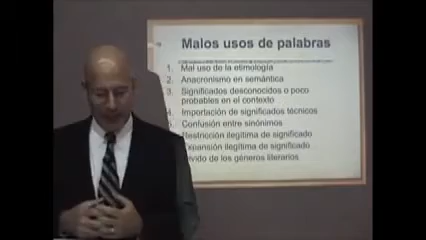 Malos usos de palabras
1. Mal uso de la etimología
2. Anacronismo en semántica
3. Significados desconocidos o poco
probables en el contexto
4. Importación de significados técnicos
Confusión entre sinónimos
Restricción ilegítima de significado
Expansión ilegítima de significado
de los géneros literarios